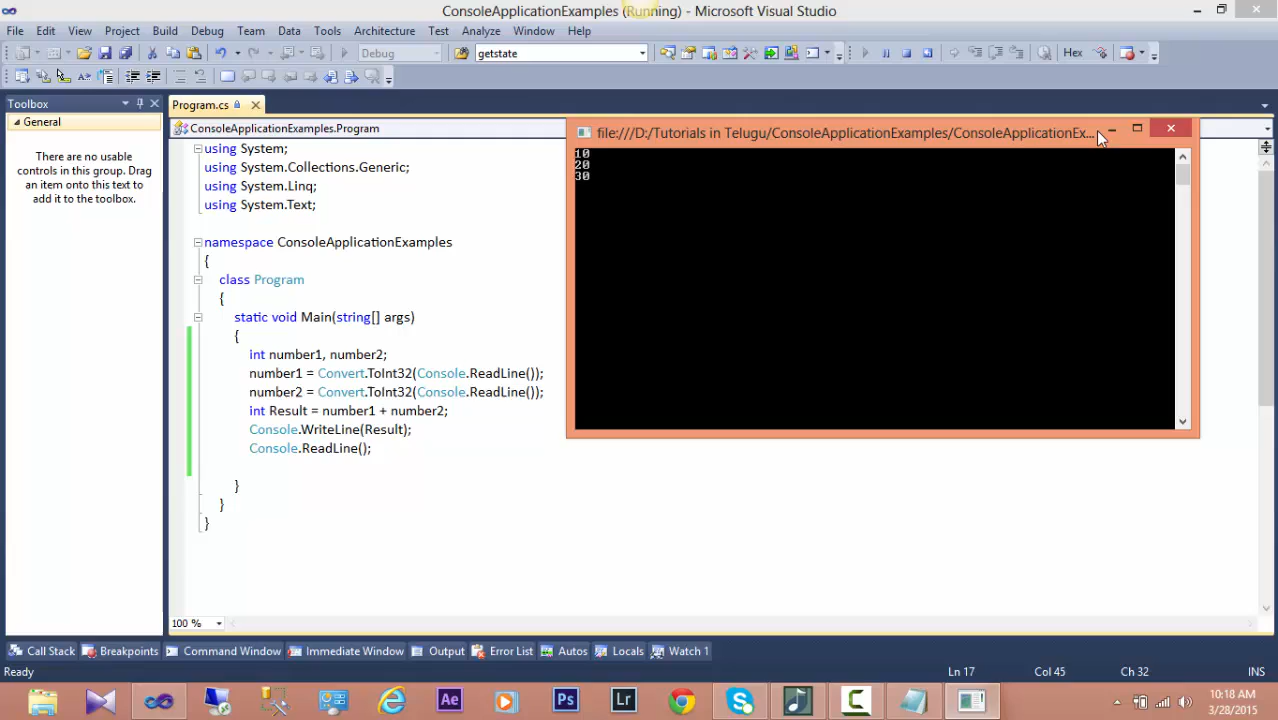 ConsoleApplicationExamples (Running) - Microsoft Visual Studio
File Edit View Project Build Debug Team Data Tools Architecture Test Analyze Window Help
Debug getstate Hex
Toolbox
General
There are no usable
controls in this group. Drag
an item onto this text to
add it to the toolbox.
Program.cs
ConsoleApplicationExamples.Program
using System;
using System.Collections.Generic;
using System.Linq;
using System.Text;
namespace ConsoleApplicationExamples
{
class Program
{
static void Main(string[] args)
{
int number1, number2;
number1 = Convert.ToInt32(Console.ReadLine());
number2 = Convert.ToInt32(Console.ReadLine());
int Result = number1 + number2;
Console.WriteLine(Result);
Console.ReadLine();
}
}
}
file:///D:/Tutorials in Telugu/ConsoleApplicationExamples/ConsoleApplicationEx...
10
20
30
100 %
Call Stack Breakpoints Command Window Immediate Window Output Error List Autos Locals Watch 1
Ready Ln 17 Col 45 Ch 32 INS
Ae Ps Lr
10:18 AM
3/28/2015